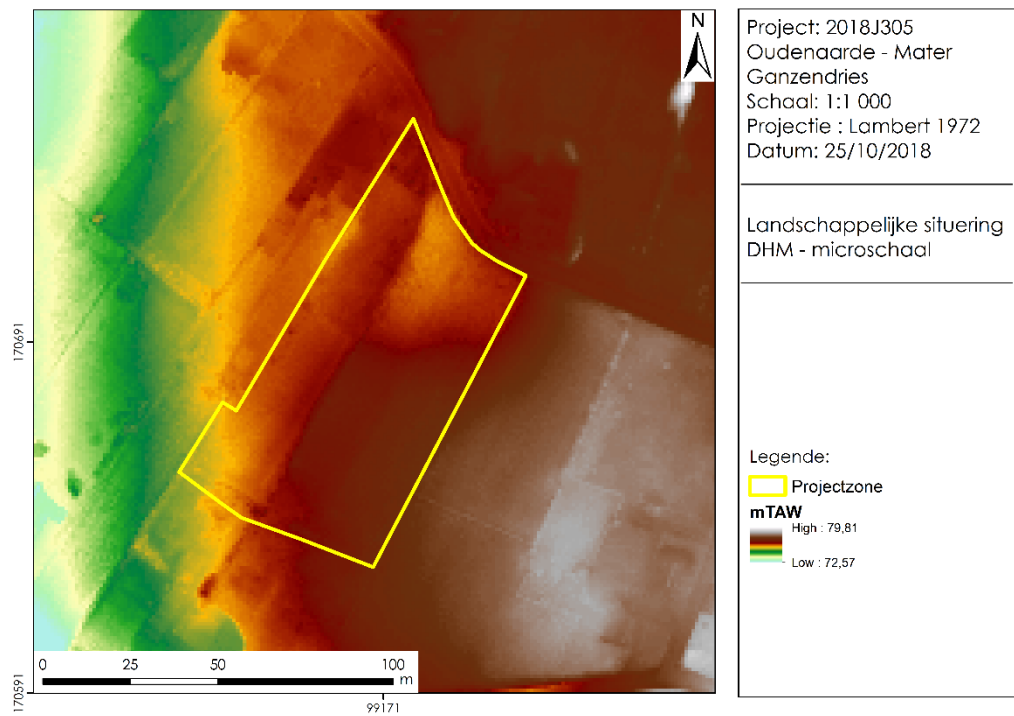 N
170691
170591
99171
0 25 50 100
m
Project: 2018J305
Oudenaarde - Mater
Ganzendries
Schaal: 1:1 000
Projectie : Lambert 1972
Datum: 25/10/2018
Landschappelijke situering
DHM - microschaal
Legende:
Projectzone
mTAW
High : 79,81
Low : 72,57